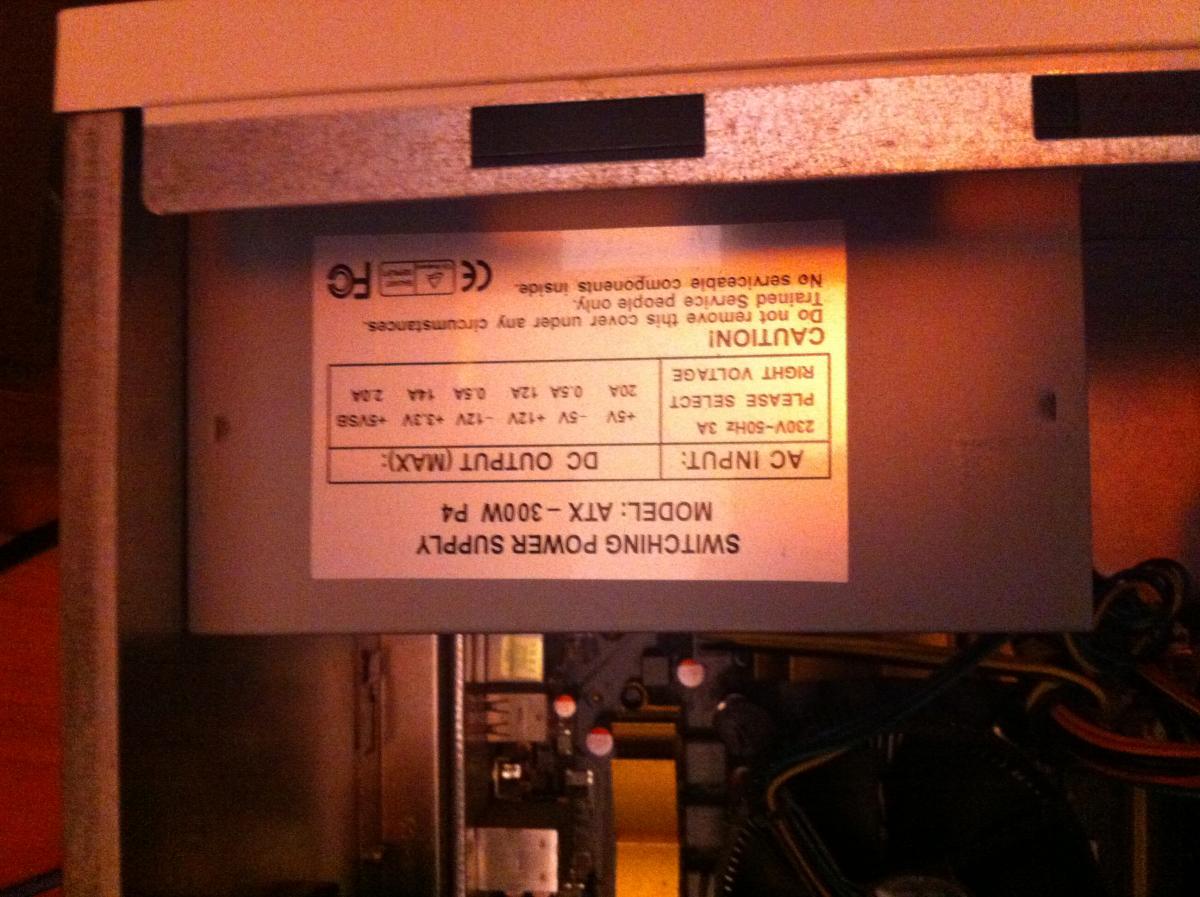 SWITCHING POWER SUPPLY
MODEL: ATX-300W P4
AC INPUT: DC OUTPUT (MAX):
230V~50Hz 3A +5V -5V +12V -12V +3.3V +5VSB
PLEASE SELECT 20A 0.5A 12A 0.5A 14A 2.0A
RIGHT VOLTAGE
CAUTION!
Do not remove this cover under any circumstances.
Trained Service people only.
No serviceable components inside.
CE FC